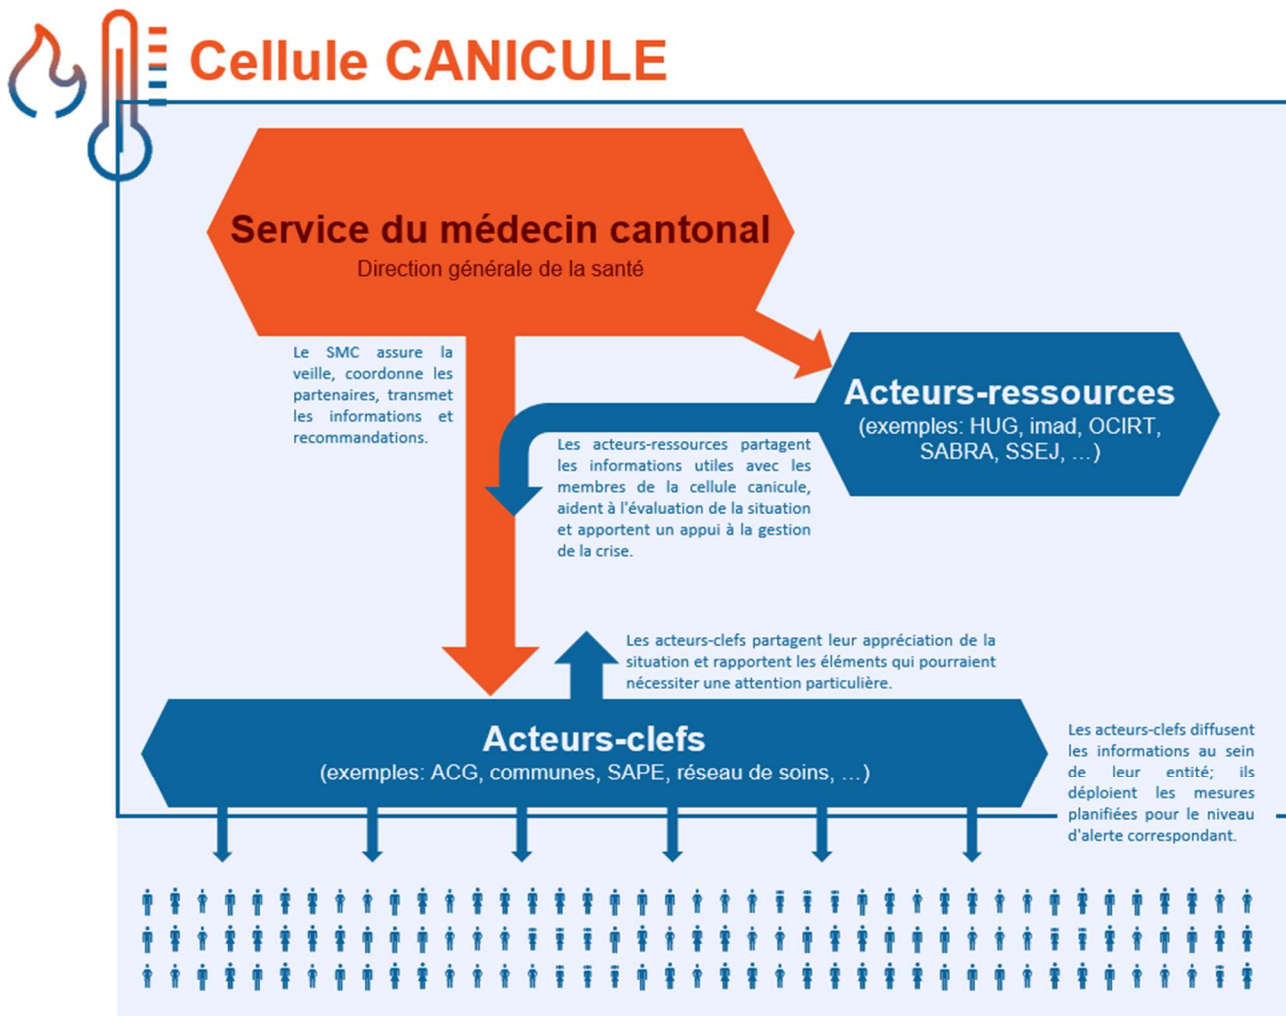 Cellule CANICULE
Service du médecin cantonal
Direction générale de la santé
Le SMC assure la
veille, coordonne les
partenaires, transmet
les informations et
recommandations.
Acteurs-ressources
(exemples: HUG, imad, OCIRT,
SABRA, SSEJ, ...)
Les acteurs-ressources partagent
les informations utiles avec les
membres de la cellule canicule,
aident à l'évaluation de la situation
et apportent un appui à la gestion
de la crise.
Les acteurs-clefs partagent leur appréciation de la
situation et rapportent les éléments qui pourraient
nécessiter une attention particulière.
Acteurs-clefs
(exemples: ACG, communes, SAPE, réseau de soins, ...)
Les acteurs-clefs diffusent
les informations au sein
de leur entité; ils
déploient les mesures
planifiées pour le niveau
d'alerte correspondant.